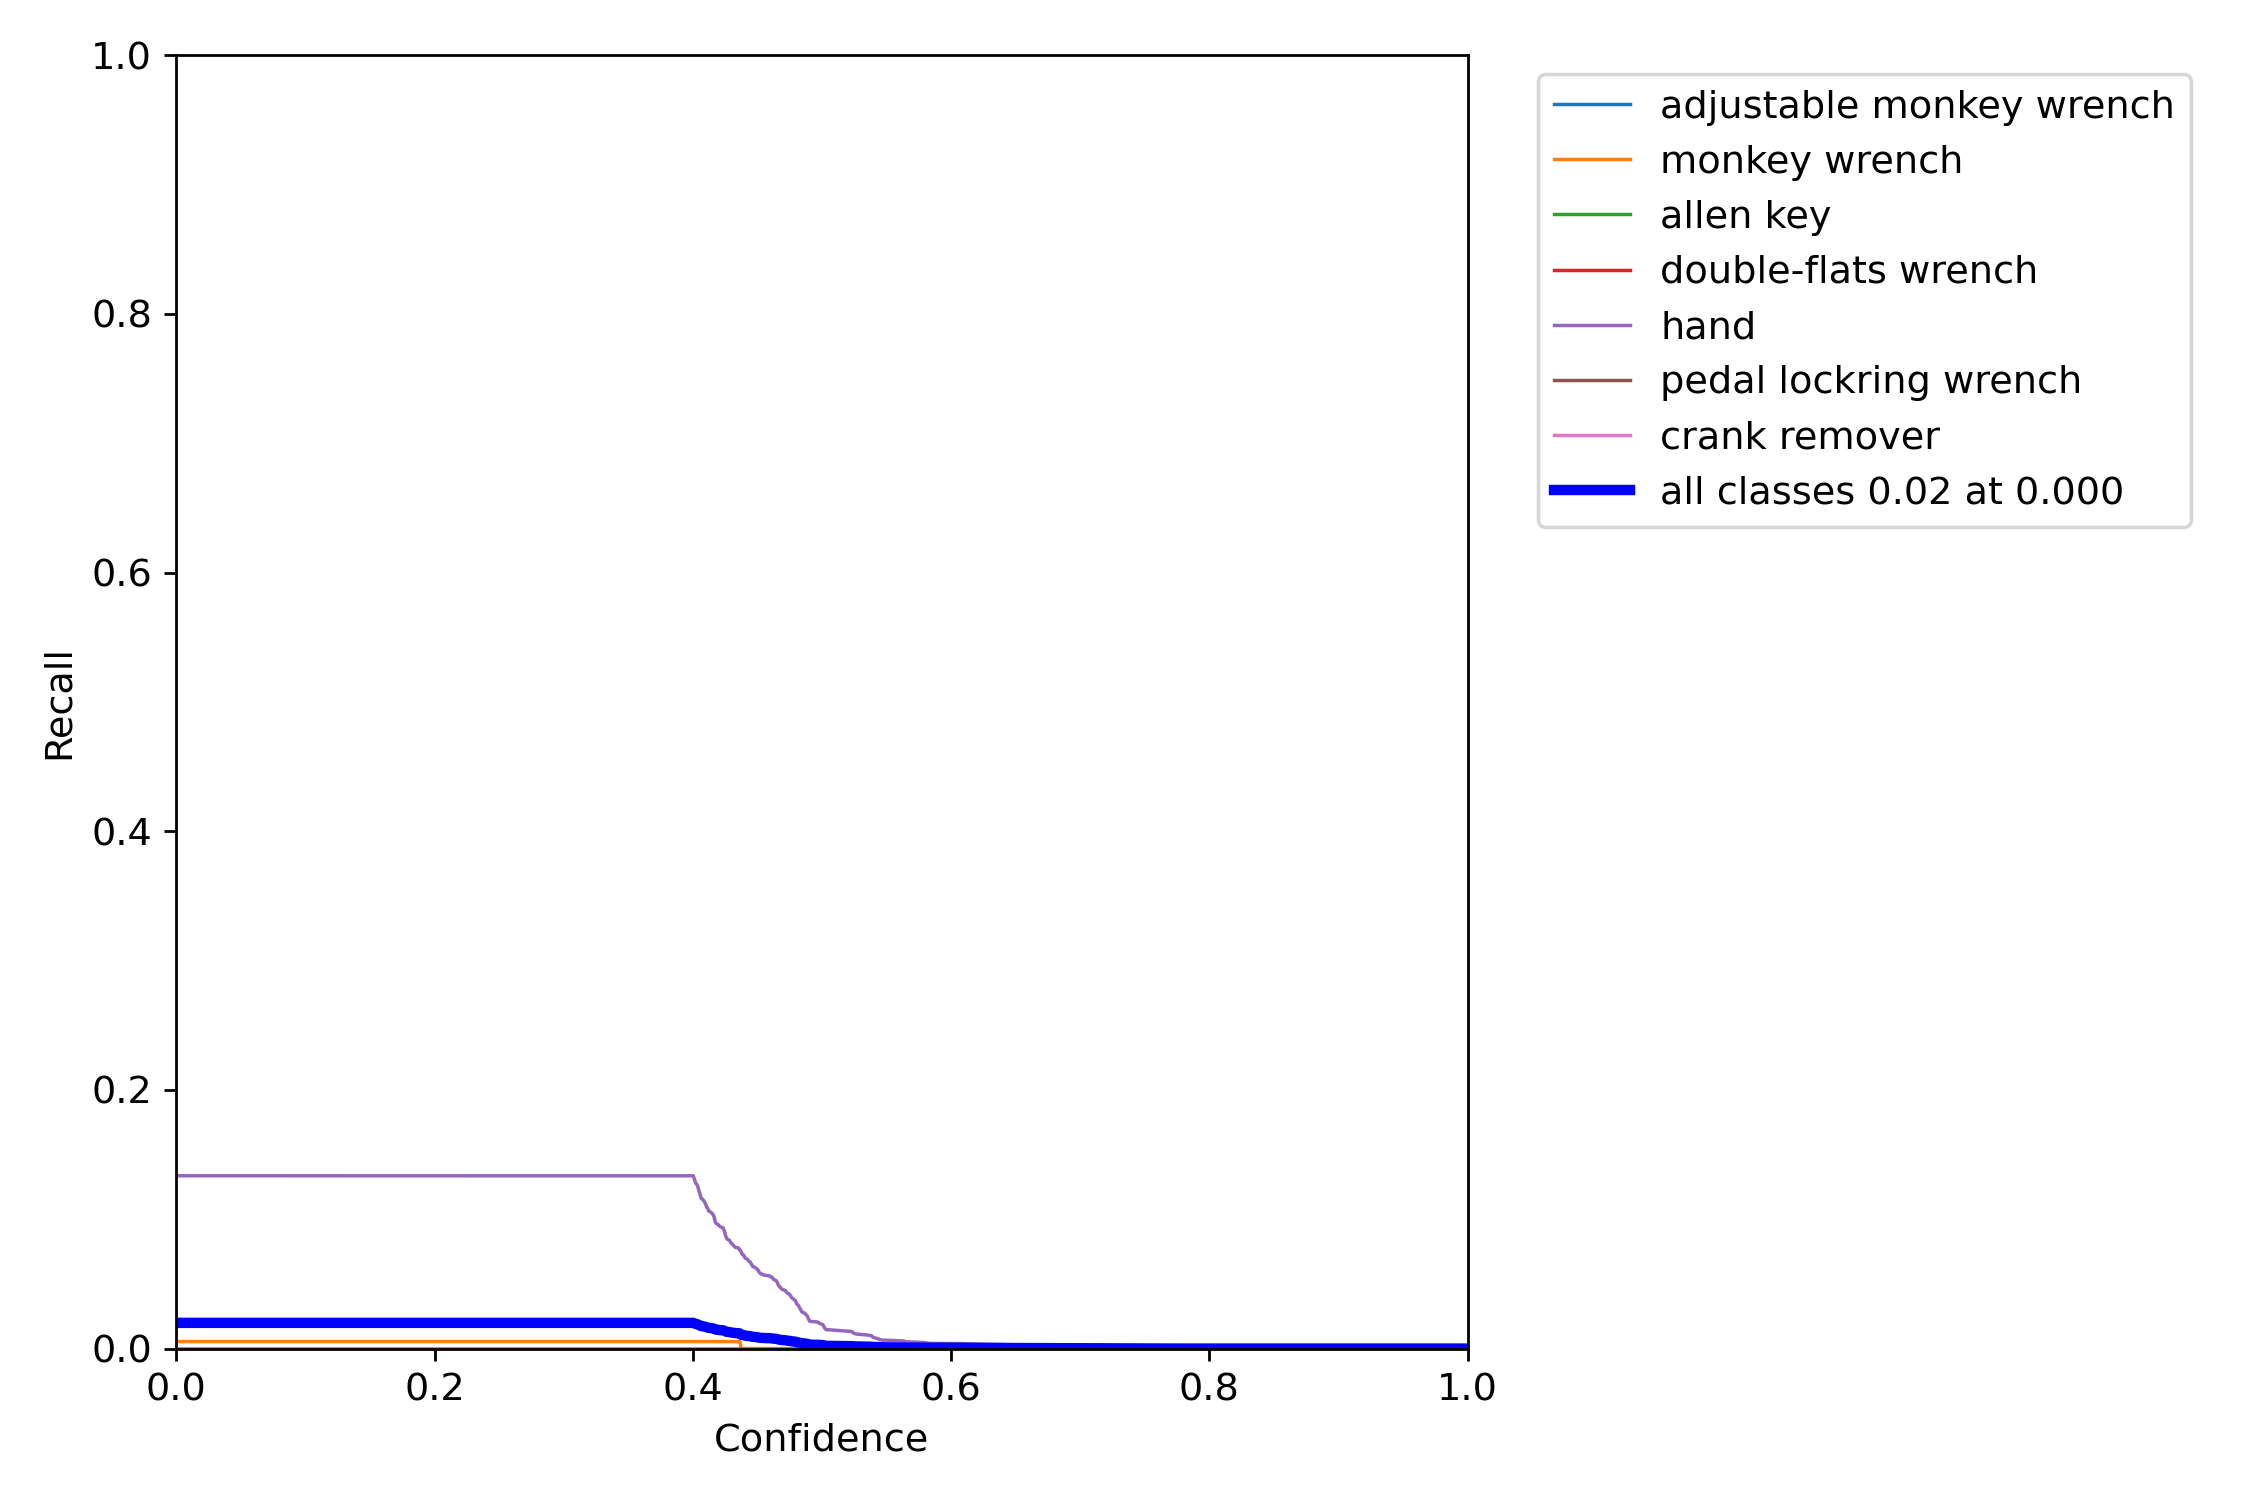 1.0
0.8
0.6
0.4
0.2
0.0
Recall
0.0 0.2 0.4 0.6 0.8 1.0
Confidence
adjustable monkey wrench
monkey wrench
allen key
double-flats wrench
hand
pedal lockring wrench
crank remover
all classes 0.02 at 0.000